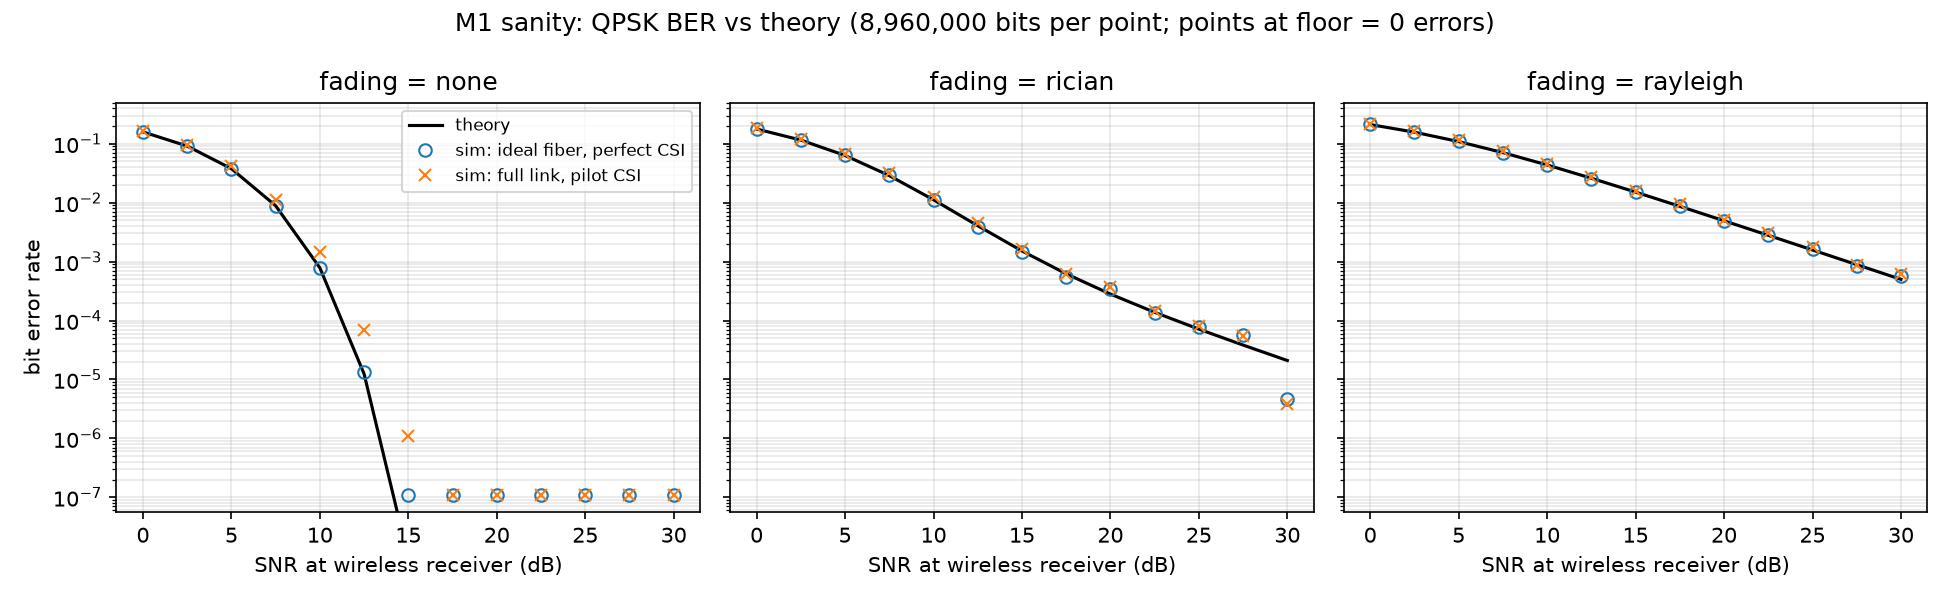 M1 sanity: QPSK BER vs theory (8,960,000 bits per point; points at floor = 0 errors)
fading = none
fading = rician
fading = rayleigh
theory
sim: ideal fiber, perfect CSI
sim: full link, pilot CSI
bit error rate
10⁻¹
10⁻²
10⁻³
10⁻⁴
10⁻⁵
10⁻⁶
10⁻⁷
0 5 10 15 20 25 30
0 5 10 15 20 25 30
0 5 10 15 20 25 30
SNR at wireless receiver (dB)
SNR at wireless receiver (dB)
SNR at wireless receiver (dB)